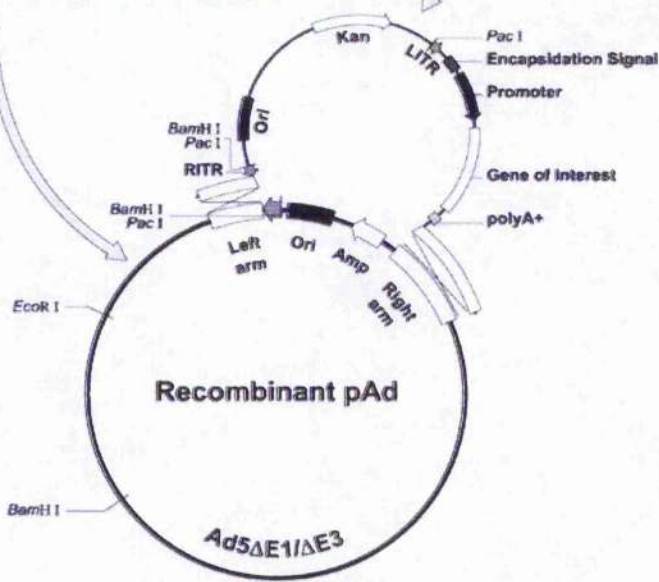 Kan
Pac I
LITR
Encapsidation Signal
Promoter
Ori
BamH I
Pac I
RITR
Gene of Interest
BamH I
Pac I
polyA+
Left
arm
Ori
Amp
Right
arm
EcoR I
Recombinant pAd
BamH I
Ad5ΔE1/ΔE3